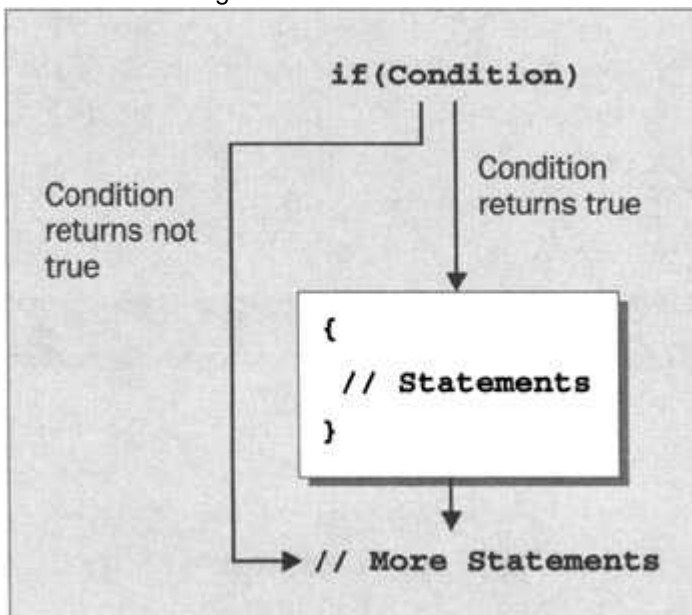 if(Condition)
Condition
returns true
Condition
returns not
true
{
// Statements
}
// More Statements